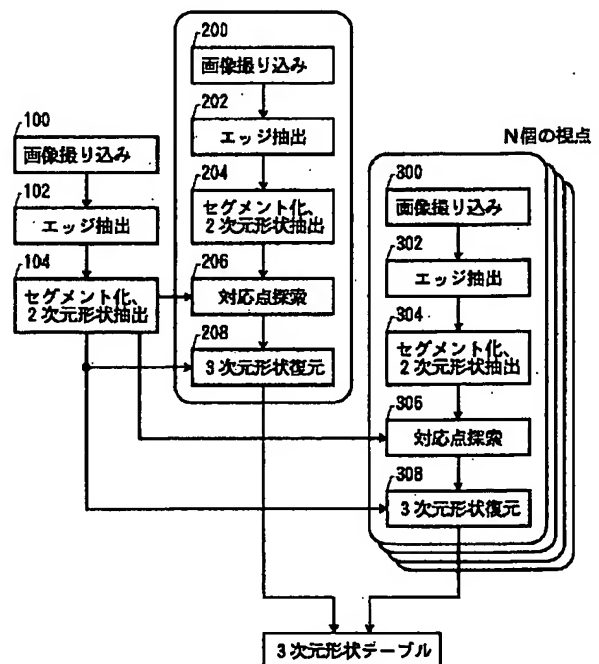 100
画像撮り込み
102
エッジ抽出
104
セグメント化、
2次元形状抽出
200
画像撮り込み
202
エッジ抽出
204
セグメント化、
2次元形状抽出
206
対応点探索
208
3次元形状復元
N個の視点
300
画像撮り込み
302
エッジ抽出
304
セグメント化、
2次元形状抽出
306
対応点探索
308
3次元形状復元
3次元形状テーブル